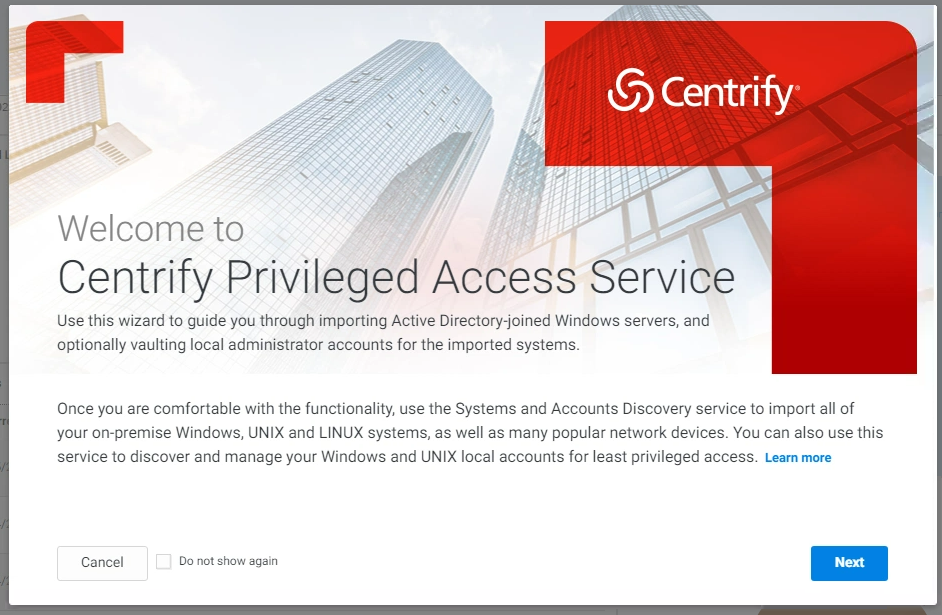 Centrify®
Welcome to
Centrify Privileged Access Service
Use this wizard to guide you through importing Active Directory-joined Windows servers, and
optionally vaulting local administrator accounts for the imported systems.
Once you are comfortable with the functionality, use the Systems and Accounts Discovery service to import all of
your on-premise Windows, UNIX and LINUX systems, as well as many popular network devices. You can also use this
service to discover and manage your Windows and UNIX local accounts for least privileged access. Learn more
Cancel
Do not show again
Next